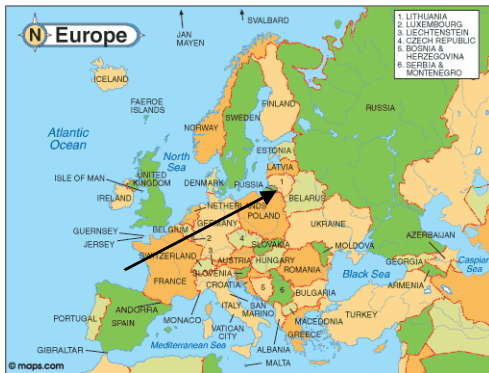 N
Europe
1. LITHUANIA
2. LUXEMBOURG
3. LIECHTENSTEIN
4. CZECH REPUBLIC
5. BOSNIA &
HERZEGOVINA
6. SERBIA &
MONTENEGRO
SVALBARD
JAN
MAYEN
ICELAND
FAEROE
ISLANDS
FINLAND
RUSSIA
SWEDEN
NORWAY
Atlantic
Ocean
ESTONIA
North
Sea
LATVIA
ISLE OF MAN
UNITED
KINGDOM
DENMARK
RUSSIA
1
IRELAND
BELARUS
NETHERLANDS
POLAND
GUERNSEY
BELGIUM
GERMANY
JERSEY
2
4
UKRAINE
SLOVAKIA
SWITZERLAND
3
AUSTRIA
HUNGARY
MOLDOVA
AZERBAIJAN
FRANCE
SLOVENIA
ROMANIA
GEORGIA
Caspian
Sea
CROATIA
5
6
Black Sea
ARMENIA
ANDORRA
ITALY
SAN
MARINO
BULGARIA
PORTUGAL
SPAIN
MONACO
VATICAN
CITY
MACEDONIA
TURKEY
Mediterranean Sea
ALBANIA
GREECE
GIBRALTAR
MALTA
© maps.com